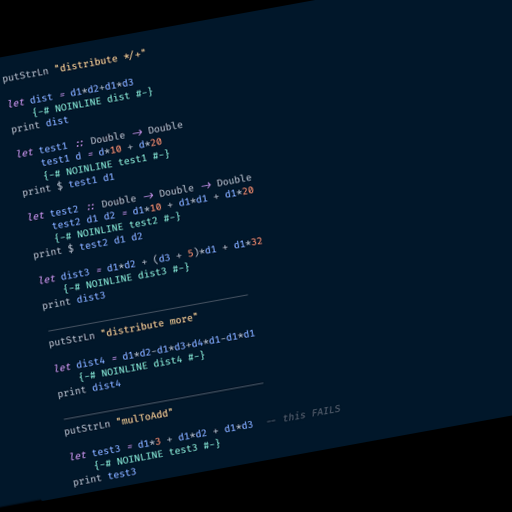 putStrLn "distribute */+"
let dist = d1*d2+d1*d3
{-# NOINLINE dist #-}
print dist
let test1 :: Double → Double
test1 d = d*10 + d*20
{-# NOINLINE test1 #-}
print $ test1 d1
let test2 :: Double → Double → Double
test2 d1 d2 = d1*10 + d1*d1 + d1*20
{-# NOINLINE test2 #-}
print $ test2 d1 d2
let dist3 = d1*d2 + (d3 + 5)*d1 + d1*32
{-# NOINLINE dist3 #-}
print dist3
putStrLn "distribute more"
let dist4 = d1*d2-d1*d3+d4*d1-d1*d1
{-# NOINLINE dist4 #-}
print dist4
putStrLn "mulToAdd"
let test3 = d1*3 + d1*d2 + d1*d3 -- this FAILS
{-# NOINLINE test3 #-}
print test3